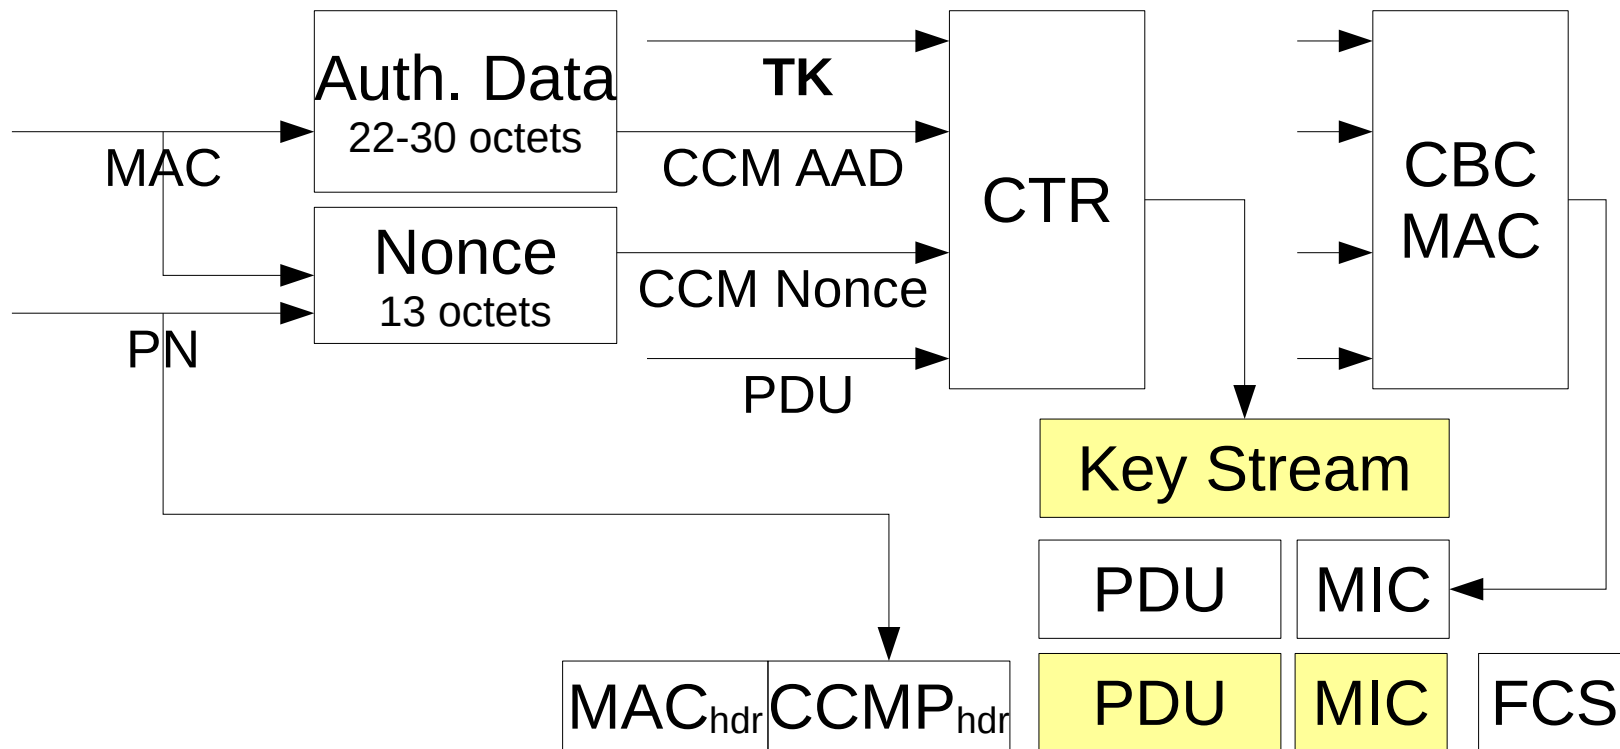 Auth. Data
22-30 octets
MAC
TK
CCM AAD
Nonce
13 octets
CCM Nonce
PN
PDU
CTR
CBC
MAC
Key Stream
PDU MIC
MAChdr CCMPhdr PDU MIC FCS